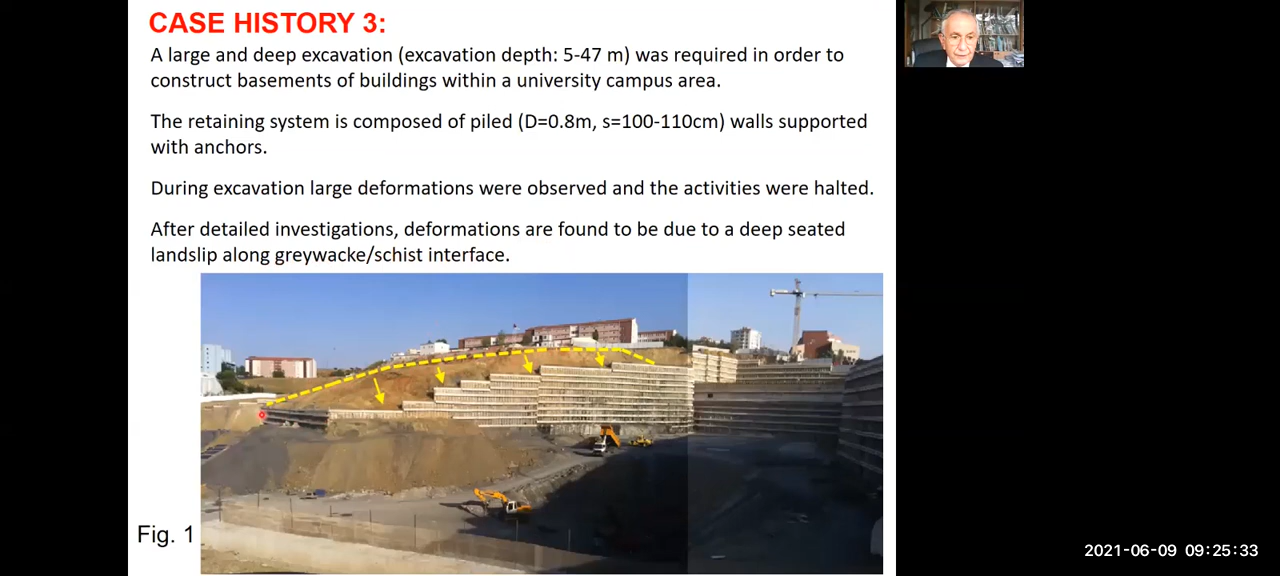 CASE HISTORY 3:
A large and deep excavation (excavation depth: 5-47 m) was required in order to
construct basements of buildings within a university campus area.
The retaining system is composed of piled (D=0.8m, s=100-110cm) walls supported
with anchors.
During excavation large deformations were observed and the activities were halted.
After detailed investigations, deformations are found to be due to a deep seated
landslip along greywacke/schist interface.
Fig. 1
2021-06-09 09:25:33